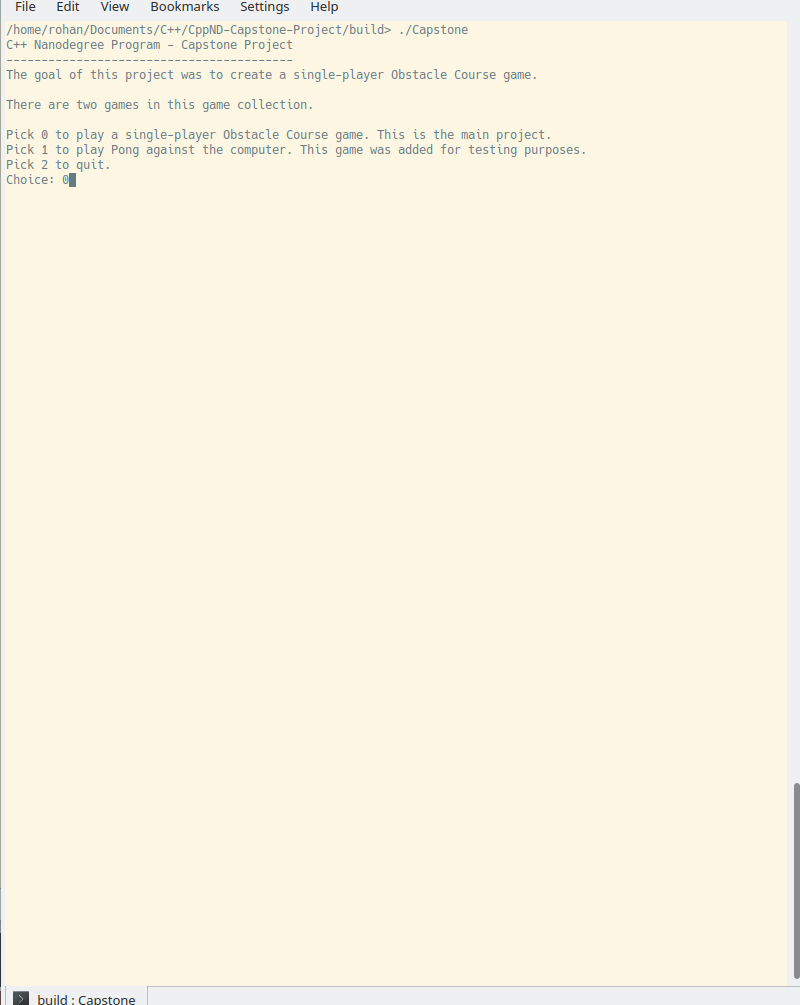 File Edit View Bookmarks Settings Help
/home/rohan/Documents/C++/CppND-Capstone-Project/build> ./Capstone
C++ Nanodegree Program - Capstone Project
-----------------------------------------
The goal of this project was to create a single-player Obstacle Course game.
There are two games in this game collection.
Pick 0 to play a single-player Obstacle Course game. This is the main project.
Pick 1 to play Pong against the computer. This game was added for testing purposes.
Pick 2 to quit.
Choice: 0
build : Capstone